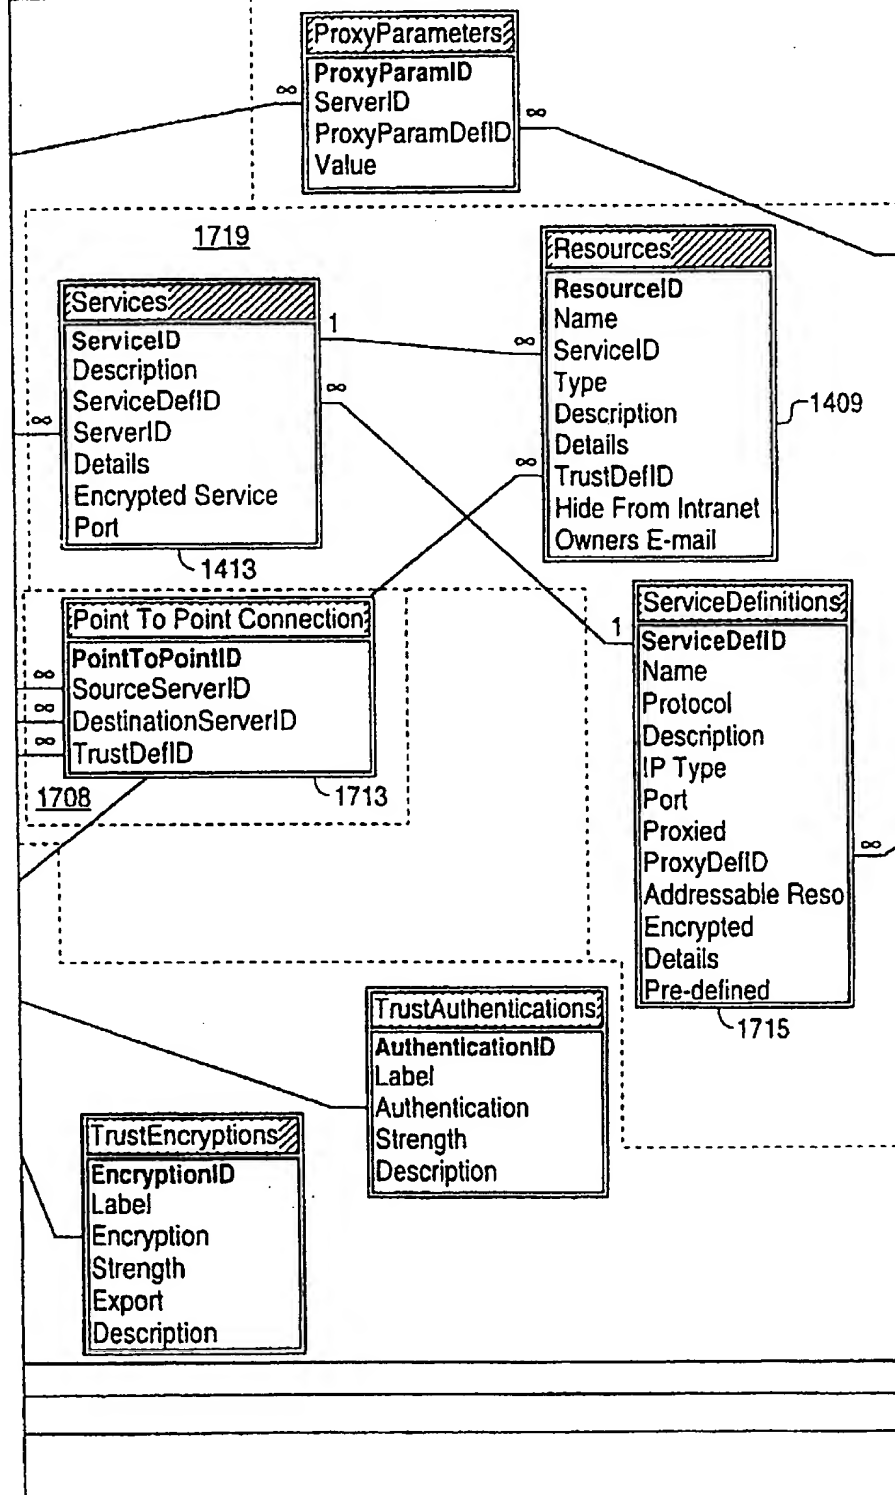 ProxyParameters
ProxyParamID
ServerID
ProxyParamDefID
Value
∞
∞
1719
Services
ServiceID
Description
ServiceDefID
ServerID
Details
Encrypted Service
Port
1
∞
∞
1413
Resources
ResourceID
Name
ServiceID
Type
Description
Details
TrustDefID
Hide From Intranet
Owners E-mail
∞
∞
1409
Point To Point Connection
PointToPointID
SourceServerID
DestinationServerID
TrustDefID
∞
∞
∞
1708
1713
ServiceDefinitions
ServiceDefID
Name
Protocol
Description
IP Type
Port
Proxied
ProxyDefID
Addressable Reso
Encrypted
Details
Pre-defined
1
∞
1715
TrustAuthentications
AuthenticationID
Label
Authentication
Strength
Description
TrustEncryptions
EncryptionID
Label
Encryption
Strength
Export
Description